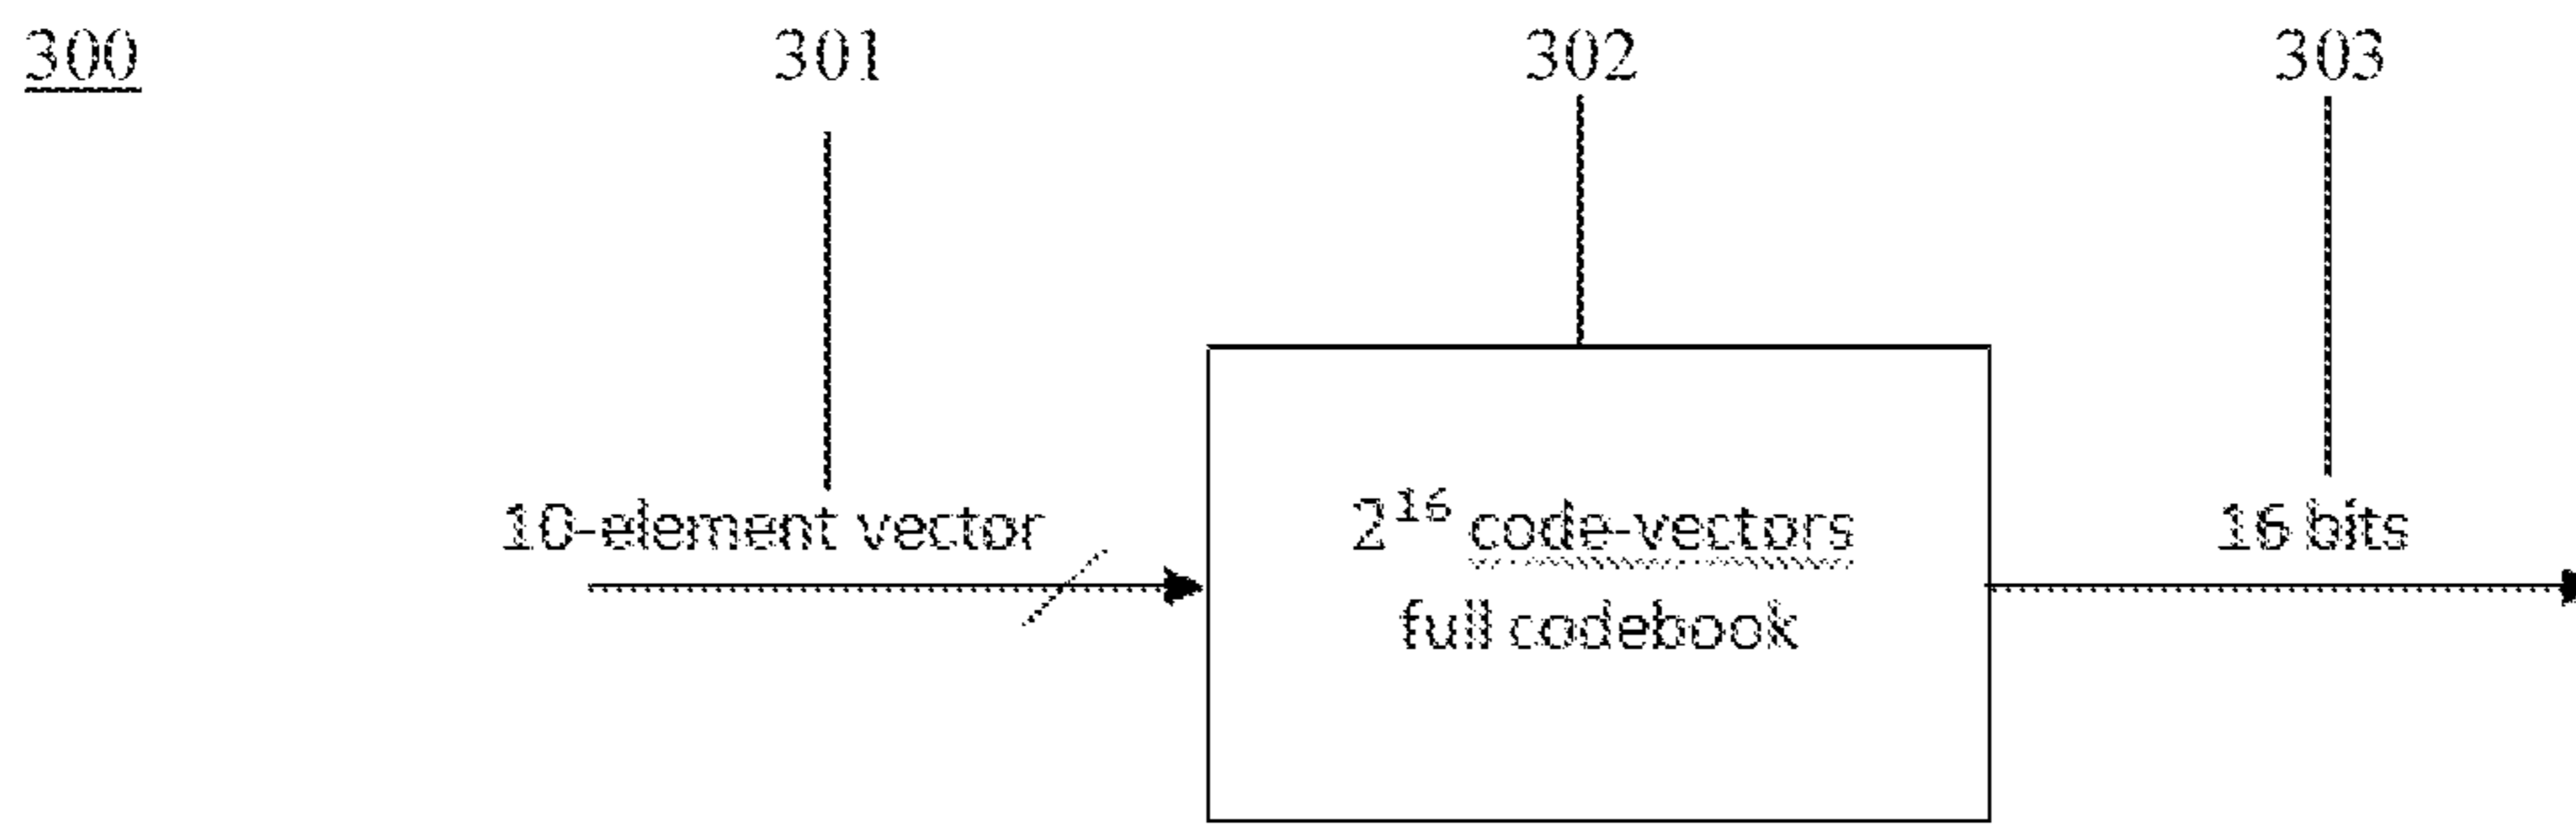 300
301
302
303
10-element vector
2^16 code-vectors
full codebook
16 bits